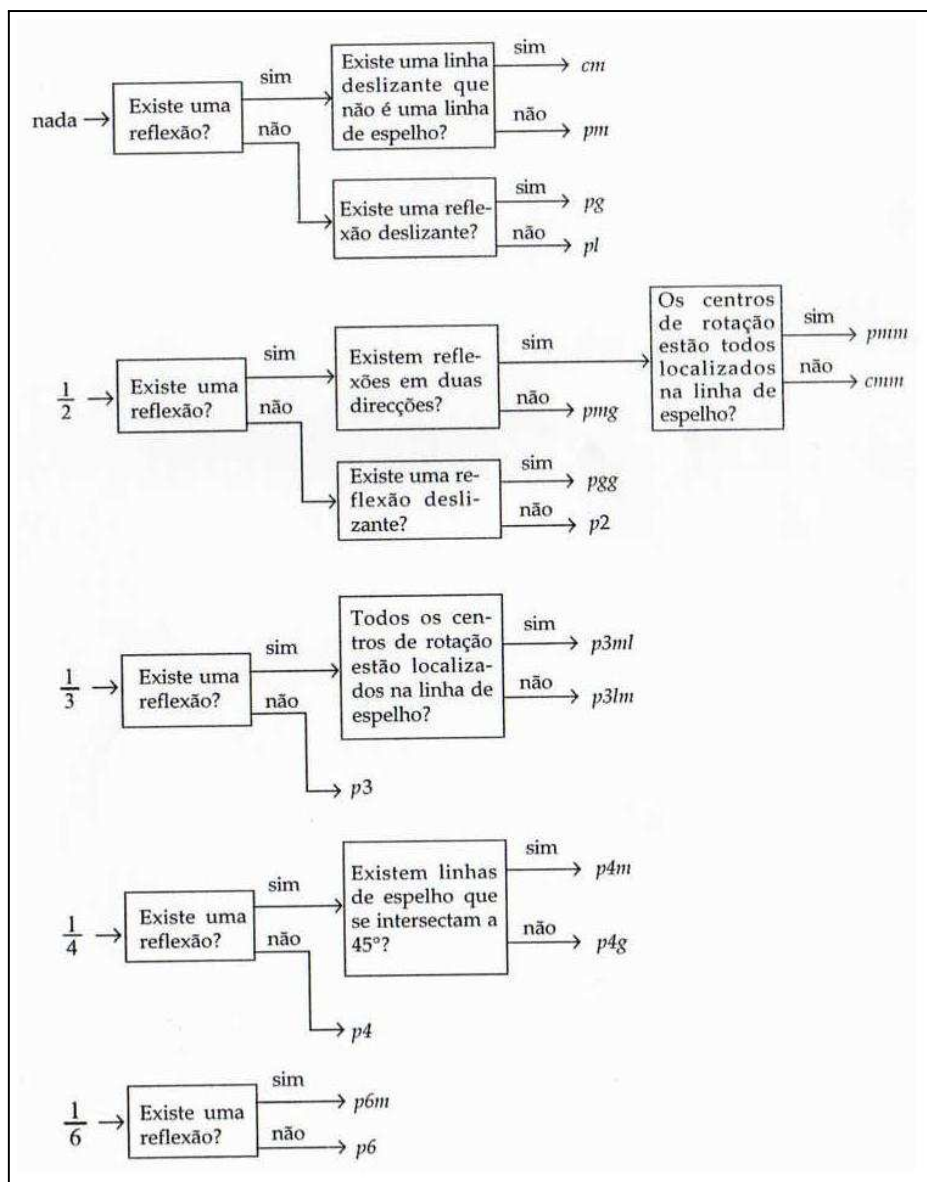 sim
Existe uma linha
deslizante que
não é uma linha
de espelho?
sim
cm
nada
Existe uma
reflexão?
não
não
pm
Existe uma refle-
xão deslizante?
sim
pg
não
pl
1/2
Existe uma
reflexão?
sim
não
Existem refle-
xões em duas
direcções?
sim
não
pmg
Os centros
de rotação
estão todos
localizados
na linha de
espelho?
sim
pmm
não
cmm
Existe uma re-
flexão desli-
zante?
sim
pgg
não
p2
1/3
Existe uma
reflexão?
sim
não
Todos os cen-
tros de rotação
estão localiza-
dos na linha de
espelho?
sim
p3ml
não
p3lm
p3
1/4
Existe uma
reflexão?
sim
não
Existem linhas
de espelho que
se intersectam a
45°?
sim
p4m
não
p4g
p4
1/6
Existe uma
reflexão?
sim
p6m
não
p6